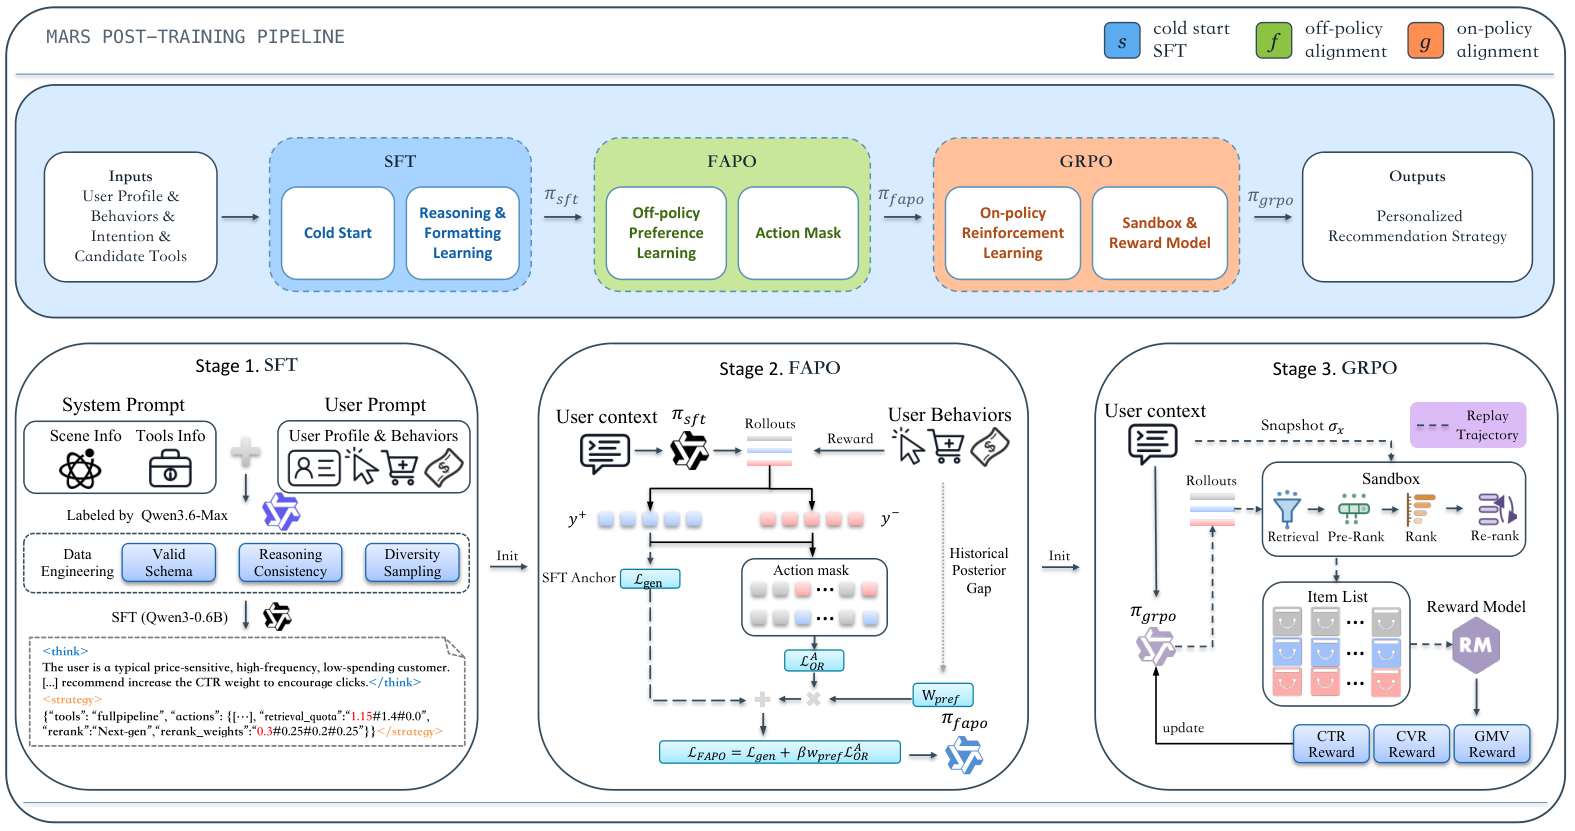 MARS POST-TRAINING PIPELINE
s
cold start
SFT
f
off-policy
alignment
g
on-policy
alignment
Inputs
User Profile &
Behaviors &
Intention &
Candidate Tools
SFT
Cold Start
Reasoning &
Formatting
Learning
π_sft
FAPO
Off-policy
Preference
Learning
Action Mask
π_fapo
GRPO
On-policy
Reinforcement
Learning
Sandbox &
Reward Model
π_grpo
Outputs
Personalized
Recommendation Strategy
Stage 1. SFT
System Prompt
User Prompt
Scene Info
Tools Info
User Profile & Behaviors
Labeled by Qwen3.6-Max
Data
Engineering
Valid
Schema
Reasoning
Consistency
Diversity
Sampling
SFT (Qwen3-0.6B)
<think>
The user is a typical price-sensitive, high-frequency, low-spending customer.
[...] recommend increase the CTR weight to encourage clicks.</think>
<strategy>
{“tools”: “fullpipeline”, “actions”: {[⋯], “retrieval_quota”:“1.15#1.4#0.0”,
“rerank”:“Next-gen”,“rerank_weights”:“0.3#0.25#0.2#0.25”}}</strategy>
Init
Stage 2. FAPO
User context
π_sft
Rollouts
Reward
User Behaviors
y⁺
y⁻
SFT Anchor
ℒ_gen
Action mask
...
...
ℒ^A_OR
Historical
Posterior
Gap
W_pref
π_fapo
ℒ_FAPO = ℒ_gen + βw_pref ℒ^A_OR
Init
Stage 3. GRPO
User context
Replay
Trajectory
Snapshot σ_x
Sandbox
Rollouts
Retrieval
Pre-Rank
Rank
Re-rank
Item List
...
...
...
Reward Model
RM
π_grpo
update
CTR
Reward
CVR
Reward
GMV
Reward